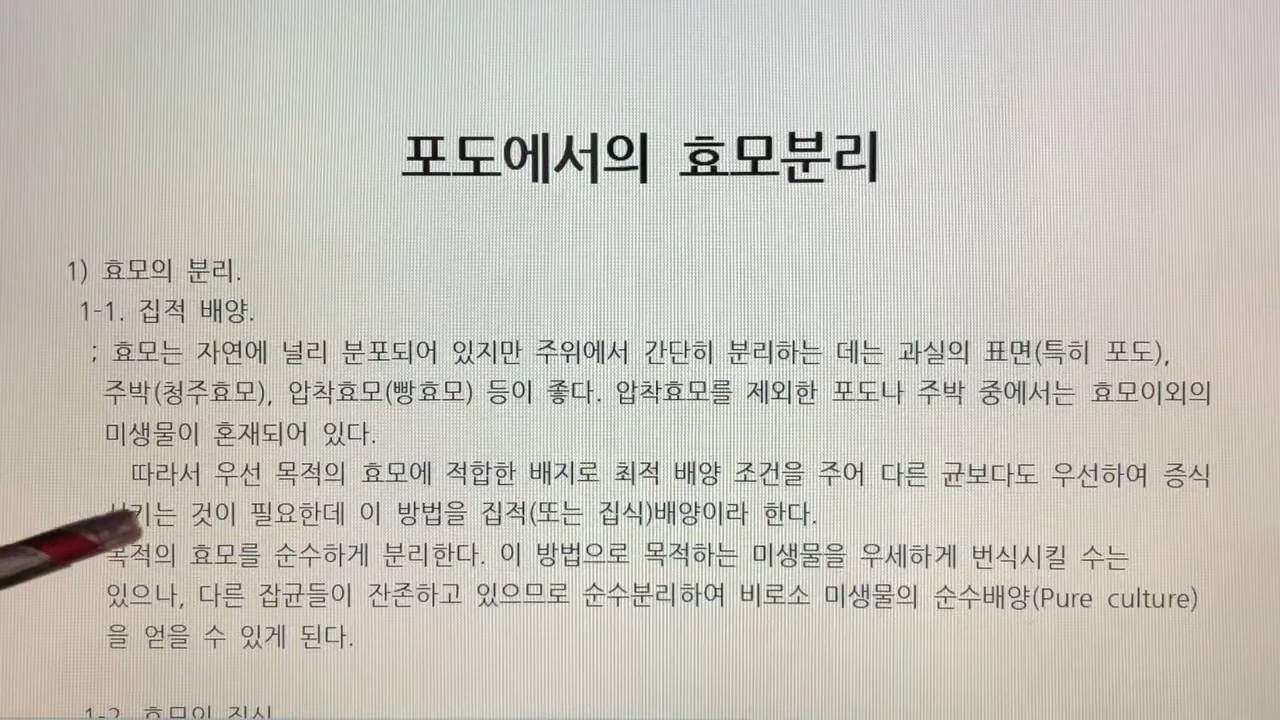 포도에서의 효모분리
1) 효모의 분리.
1-1. 집적 배양.
; 효모는 자연에 널리 분포되어 있지만 주위에서 간단히 분리하는 데는 과실의 표면(특히 포도),
주박(청주효모), 압착효모(빵효모) 등이 좋다. 압착효모를 제외한 포도나 주박 중에서는 효모이외의
미생물이 혼재되어 있다.
따라서 우선 목적의 효모에 적합한 배지로 최적 배양 조건을 주어 다른 균보다도 우선하여 증식
시키는 것이 필요한데 이 방법을 집적(또는 집식)배양이라 한다.
목적의 효모를 순수하게 분리한다. 이 방법으로 목적하는 미생물을 우세하게 번식시킬 수는
있으나, 다른 잡균들이 잔존하고 있으므로 순수분리하여 비로소 미생물의 순수배양(Pure culture)
을 얻을 수 있게 된다.
1-2. 효모의